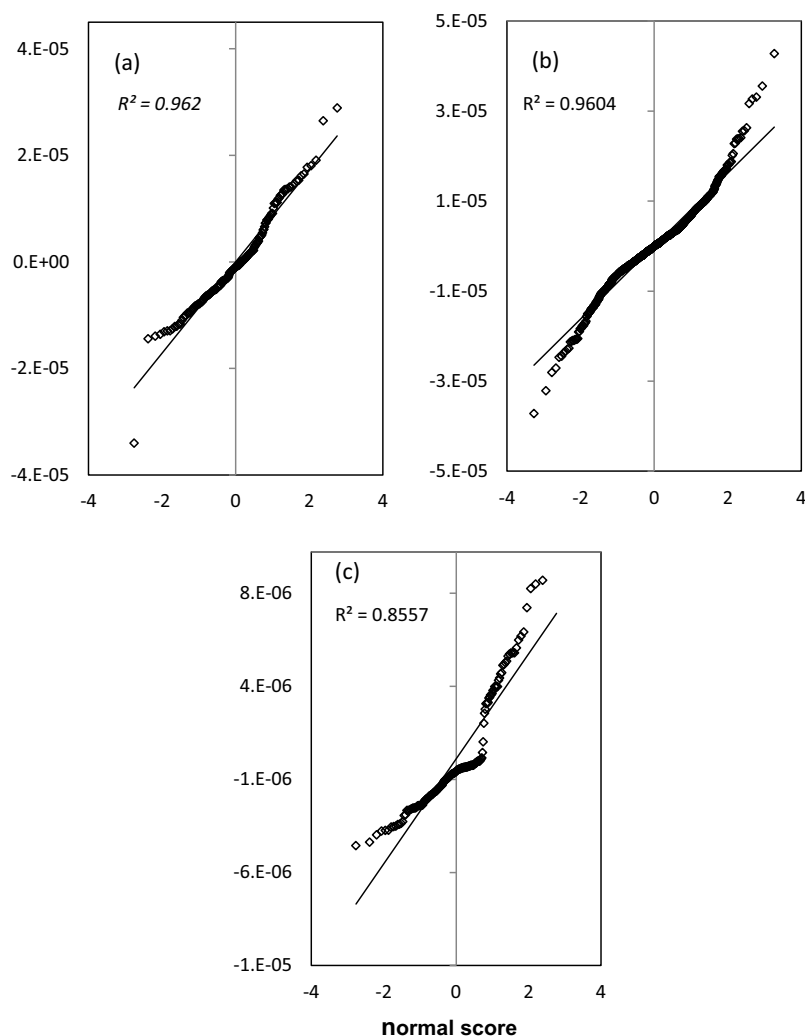 4.E-05
(a)
R² = 0.962
2.E-05
0.E+00
-2.E-05
-4.E-05
-4 -2 0 2 4
5.E-05
(b)
R² = 0.9604
3.E-05
1.E-05
-1.E-05
-3.E-05
-5.E-05
-4 -2 0 2 4
(c)
8.E-06
R² = 0.8557
4.E-06
-1.E-06
-6.E-06
-1.E-05
-4 -2 0 2 4
normal score